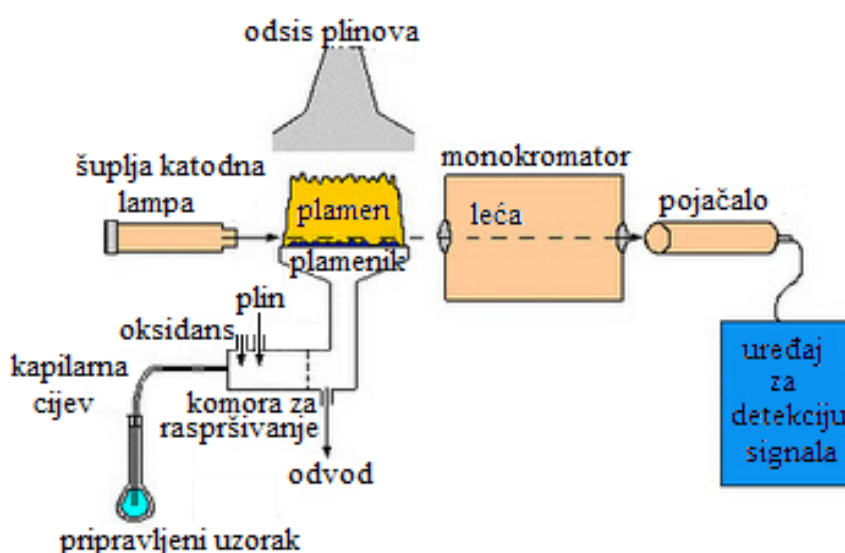 odsis plinova
šuplja katodna
lampa
plamen
plamenik
monokromator
leća
pojačalo
plin
oksidans
kapilarna
cijev
komora za
raspršivanje
odvod
pripravljeni uzorak
uređaj
za
detekciju
signala